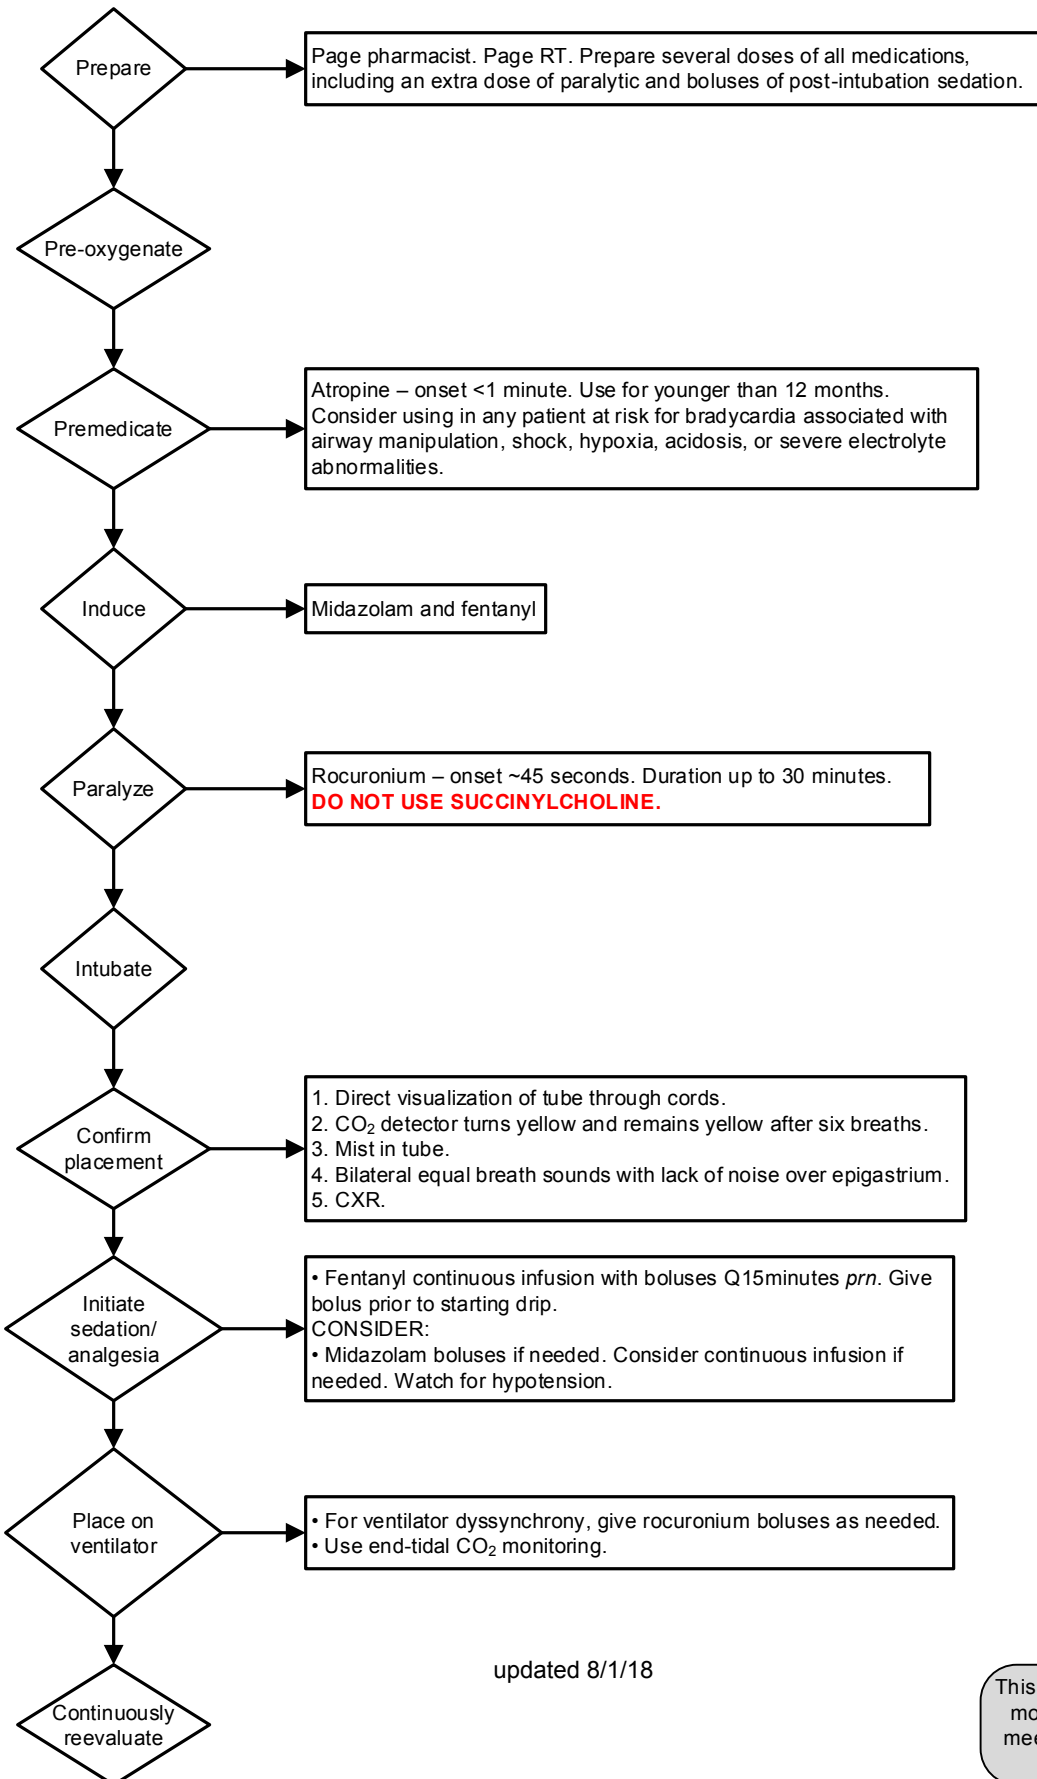 Prepare
Page pharmacist. Page RT. Prepare several doses of all medications,
including an extra dose of paralytic and boluses of post-intubation sedation.
Pre-oxygenate
Premedicate
Atropine – onset <1 minute. Use for younger than 12 months.
Consider using in any patient at risk for bradycardia associated with
airway manipulation, shock, hypoxia, acidosis, or severe electrolyte
abnormalities.
Induce
Midazolam and fentanyl
Paralyze
Rocuronium – onset ~45 seconds. Duration up to 30 minutes.
DO NOT USE SUCCINYLCHOLINE.
Intubate
Confirm
placement
1. Direct visualization of tube through cords.
2. CO₂ detector turns yellow and remains yellow after six breaths.
3. Mist in tube.
4. Bilateral equal breath sounds with lack of noise over epigastrium.
5. CXR.
Initiate
sedation/
analgesia
• Fentanyl continuous infusion with boluses Q15minutes prn. Give
bolus prior to starting drip.
CONSIDER:
• Midazolam boluses if needed. Consider continuous infusion if
needed. Watch for hypotension.
Place on
ventilator
• For ventilator dyssynchrony, give rocuronium boluses as needed.
• Use end-tidal CO₂ monitoring.
Continuously
reevaluate
updated 8/1/18
This